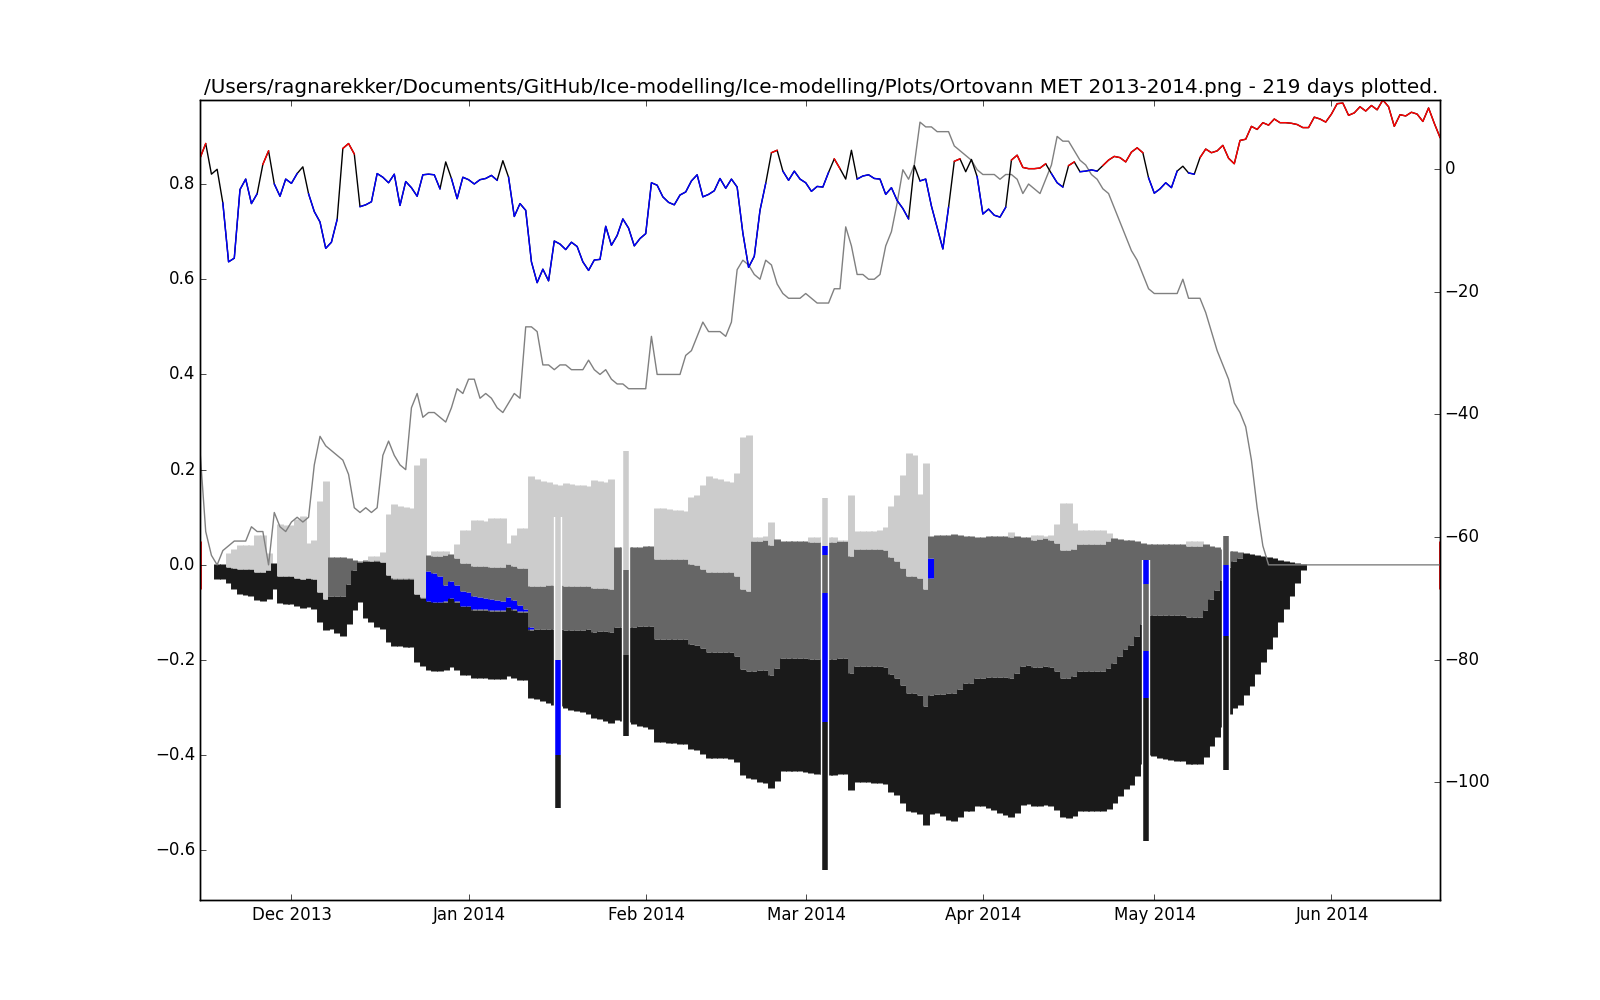 /Users/ragnarekker/Documents/GitHub/Ice-modelling/Ice-modelling/Plots/Ortovann MET 2013-2014.png - 219 days plotted.
0.8
0.6
0.4
0.2
0.0
−0.2
−0.4
−0.6
0
−20
−40
−60
−80
−100
Dec 2013
Jan 2014
Feb 2014
Mar 2014
Apr 2014
May 2014
Jun 2014